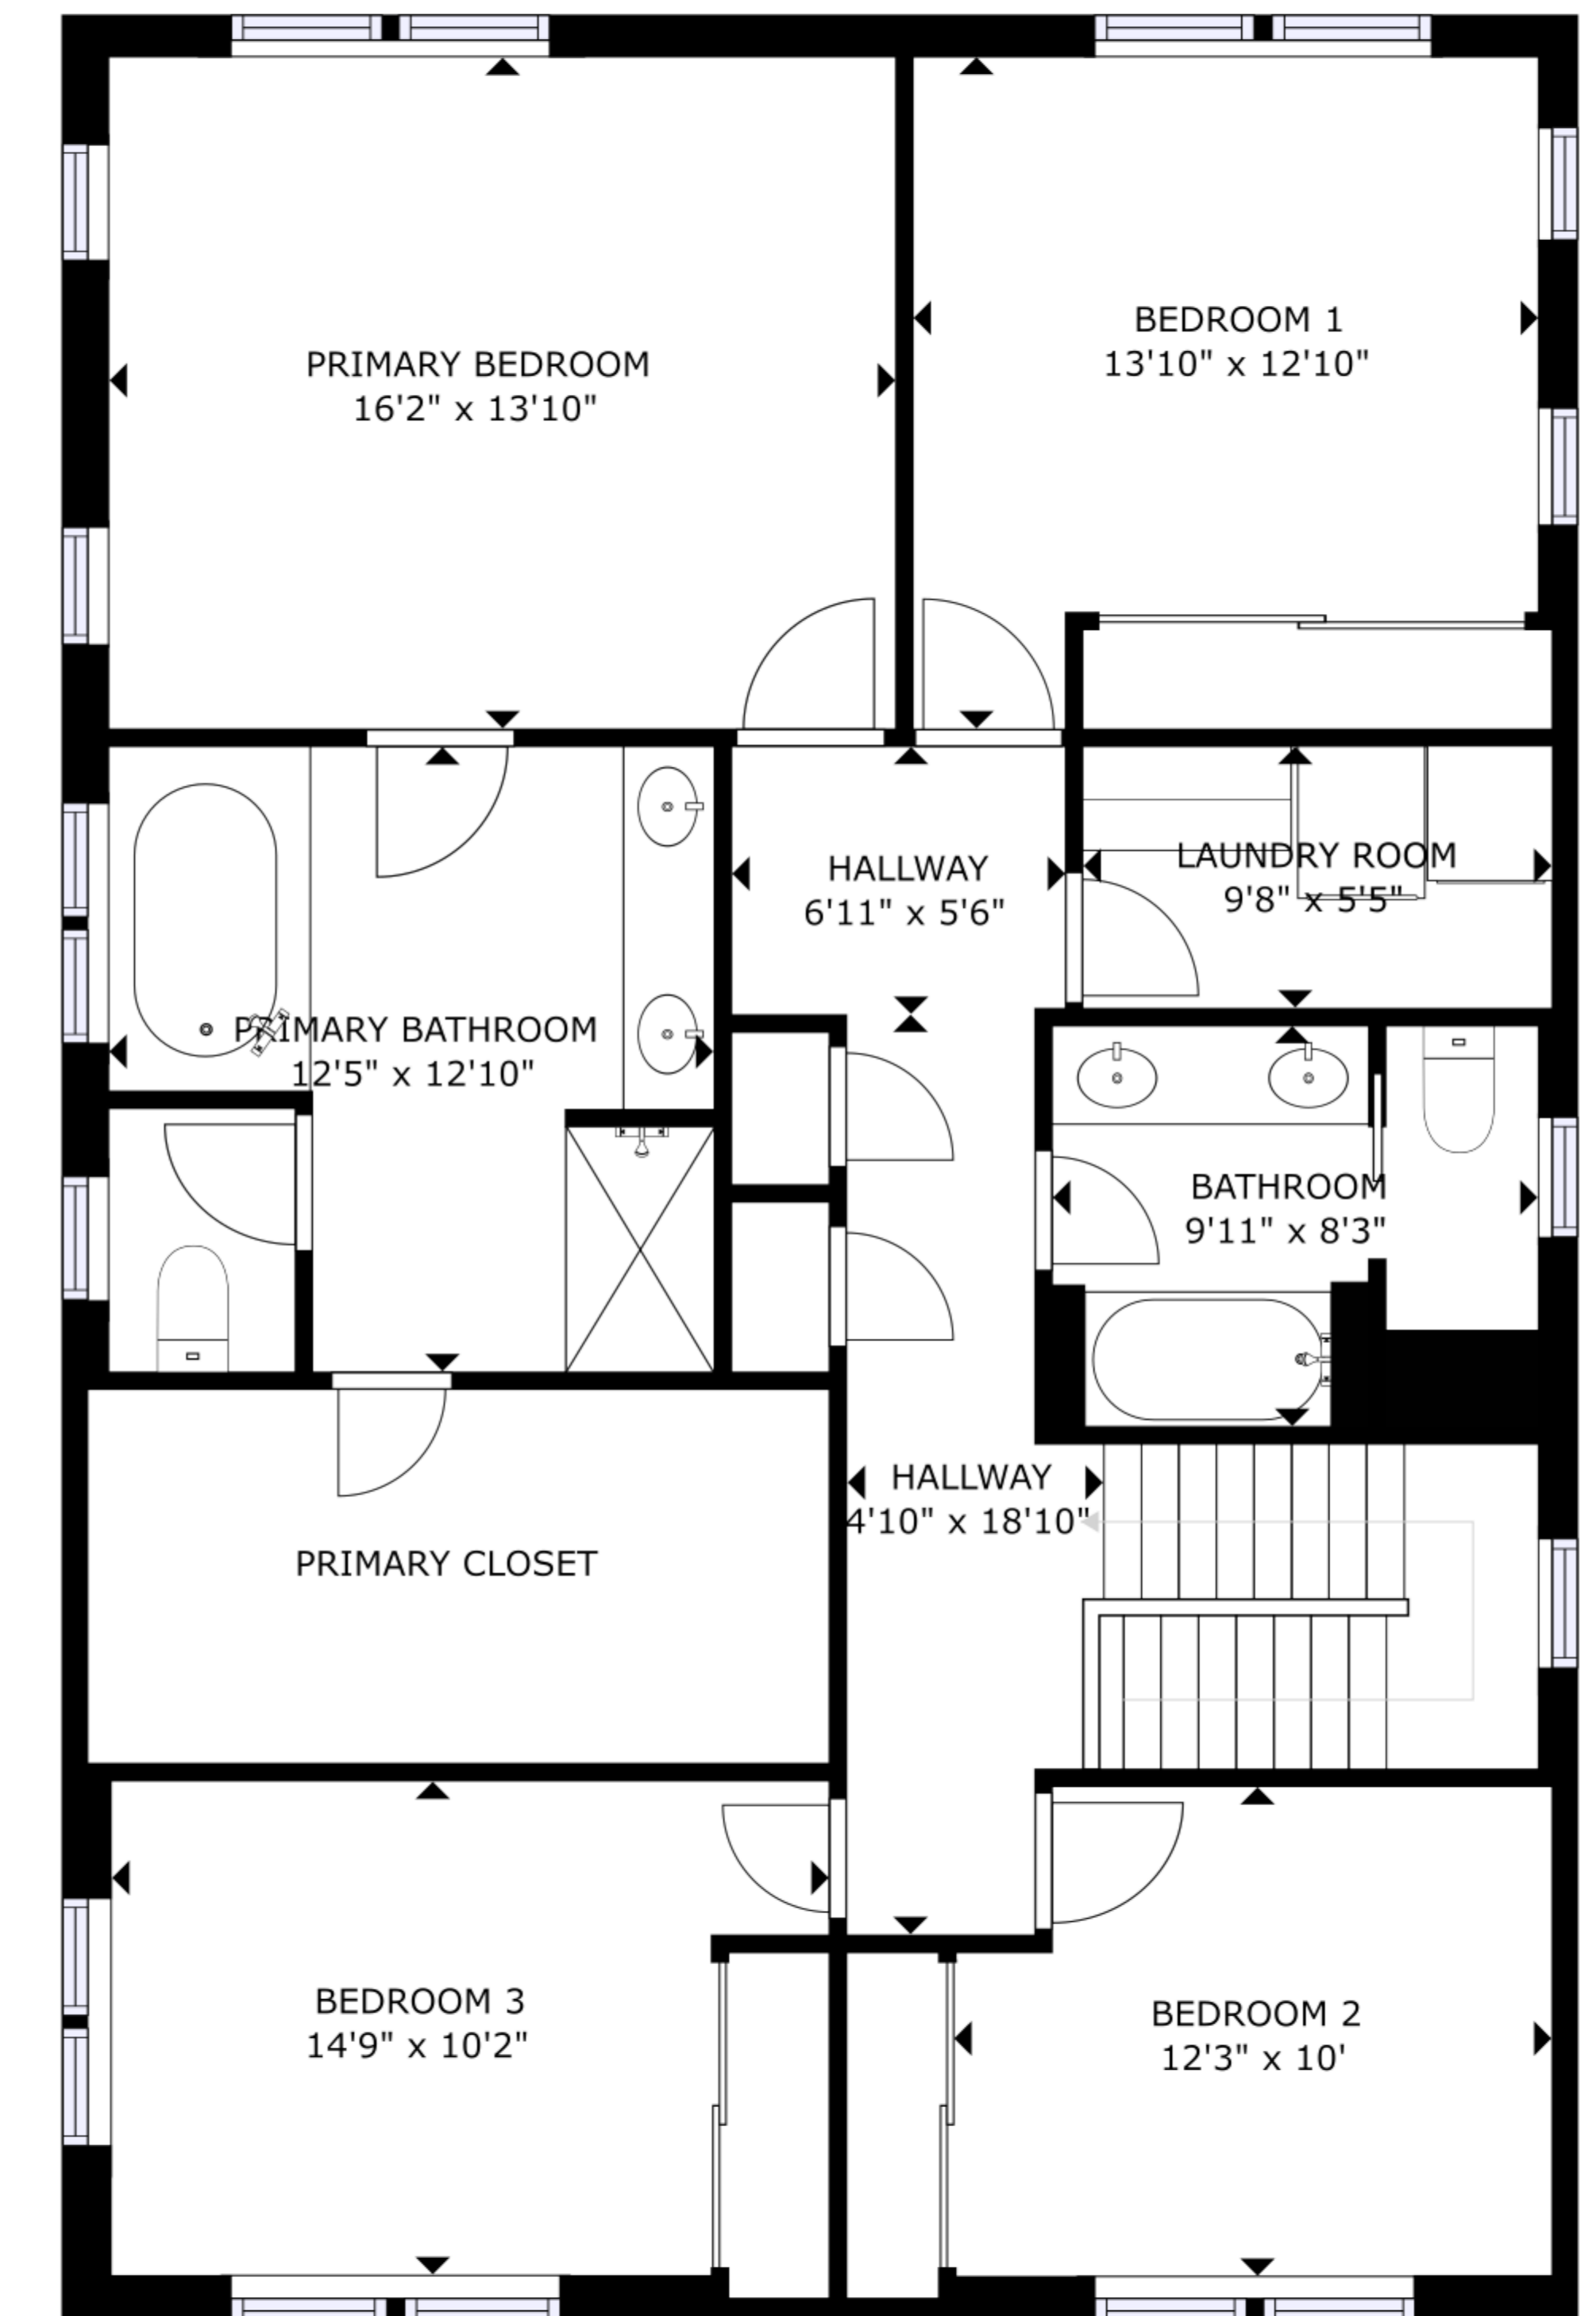 PRIMARY BEDROOM
16'2" x 13'10"
BEDROOM 1
13'10" x 12'10"
HALLWAY
6'11" x 5'6"
LAUNDRY ROOM
9'8" x 5'5"
PRIMARY BATHROOM
12'5" x 12'10"
BATHROOM
9'11" x 8'3"
HALLWAY
4'10" x 18'10"
PRIMARY CLOSET
BEDROOM 3
14'9" x 10'2"
BEDROOM 2
12'3" x 10'